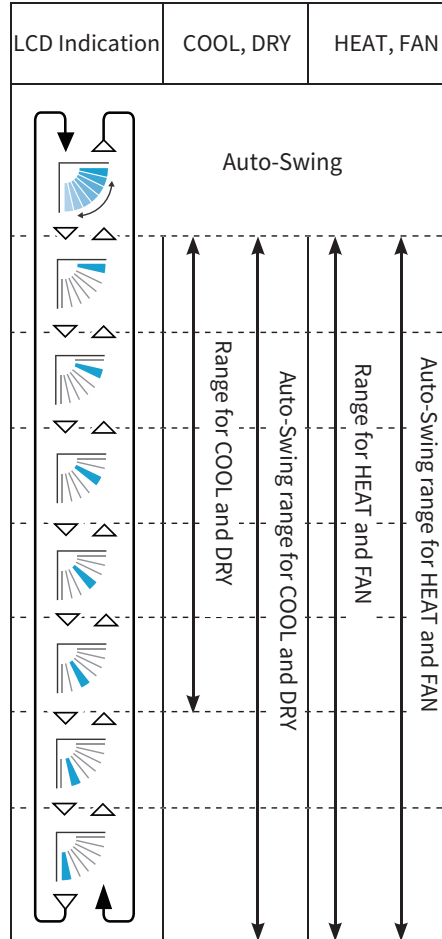 LCD Indication
COOL, DRY
HEAT, FAN
Auto-Swing
Range for COOL and DRY
Auto-Swing range for COOL and DRY
Range for HEAT and FAN
Auto-Swing range for HEAT and FAN